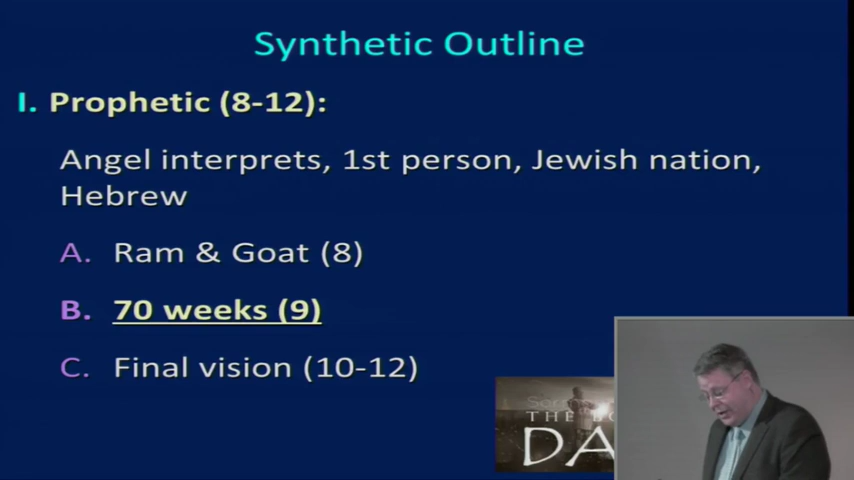 Synthetic Outline
I. Prophetic (8-12):
Angel interprets, 1st person, Jewish nation,
Hebrew
A. Ram & Goat (8)
B. 70 weeks (9)
C. Final vision (10-12)
THE
DA